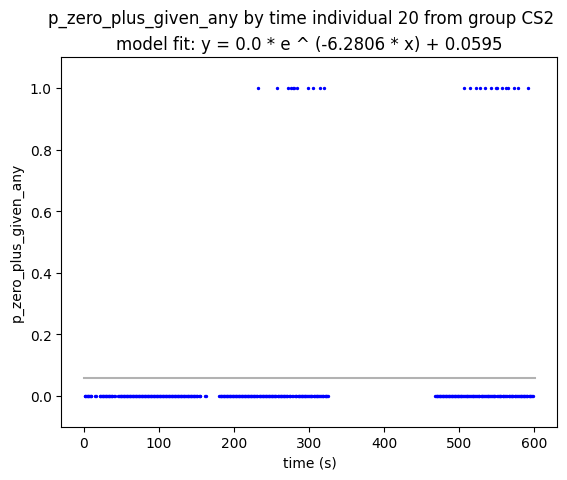 p_zero_plus_given_any by time individual 20 from group CS2
model fit: y = 0.0 * e ^ (-6.2806 * x) + 0.0595
1.0
0.8
0.6
0.4
0.2
0.0
p_zero_plus_given_any
0 100 200 300 400 500 600
time (s)